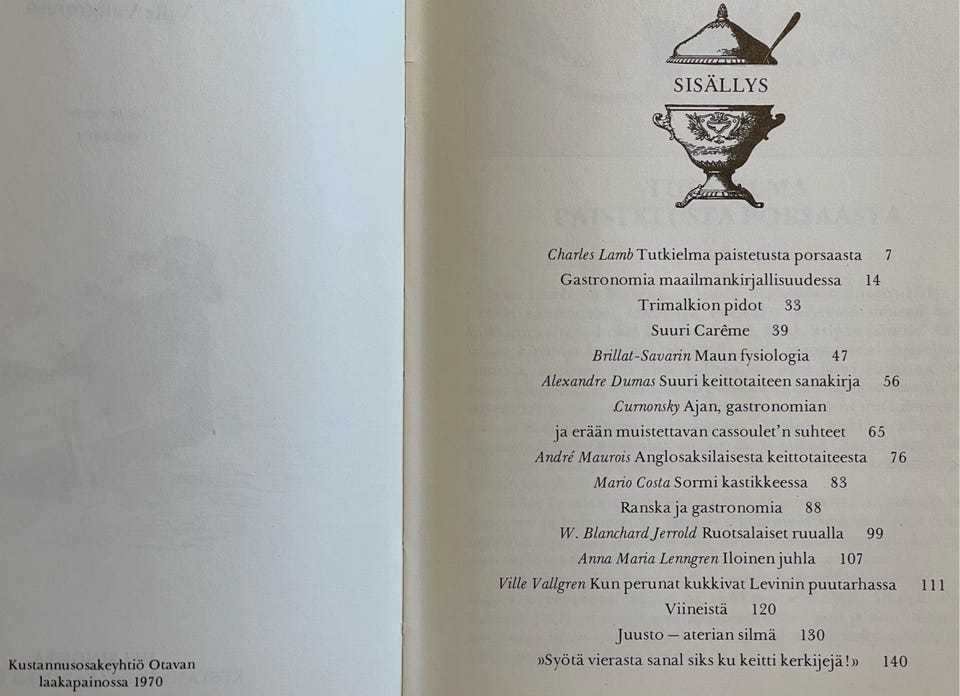 Kustannusosakeyhtiö Otavan
laakapainossa 1970
SISÄLLYS
Charles Lamb Tutkielma paistetusta porsaasta 7
Gastronomia maailmankirjallisuudessa 14
Trimalkion pidot 33
Suuri Carême 39
Brillat-Savarin Maun fysiologia 47
Alexandre Dumas Suuri keittotaiteen sanakirja 56
Curnonsky Ajan, gastronomian
ja erään muistettavan cassoulet'n suhteet 65
André Maurois Anglosaksilaisesta keittotaiteesta 76
Mario Costa Sormi kastikkeessa 83
Ranska ja gastronomia 88
W. Blanchard Jerrold Ruotsalaiset ruualla 99
Anna Maria Lenngren Iloinen juhla 107
Ville Vallgren Kun perunat kukkivat Levinin puutarhassa 111
Viineistä 120
Juusto – aterian silmä 130
»Syötä vierasta sanal siks ku keitti kerkijejä!» 140